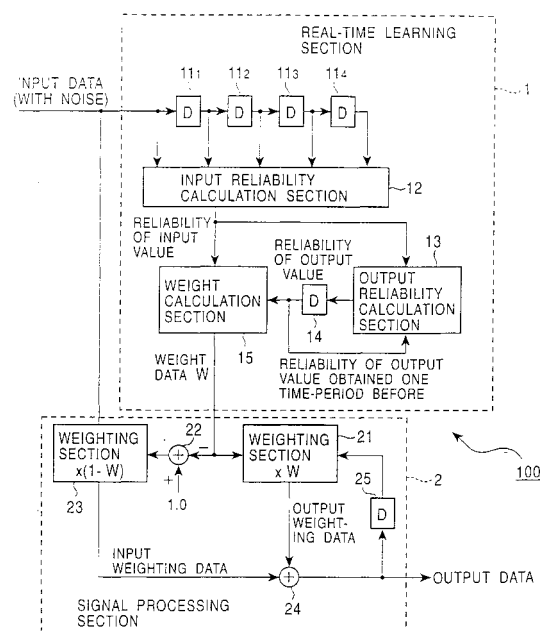 REAL-TIME LEARNING
SECTION
1
INPUT DATA
(WITH NOISE)
11₁
11₂
11₃
11₄
D
D
D
D
INPUT RELIABILITY
CALCULATION SECTION
12
RELIABILITY
OF INPUT
VALUE
RELIABILITY
OF OUTPUT
VALUE
13
WEIGHT
CALCULATION
SECTION
15
D
14
OUTPUT
RELIABILITY
CALCULATION
SECTION
WEIGHT
DATA W
RELIABILITY OF OUTPUT
VALUE OBTAINED ONE
TIME-PERIOD BEFORE
WEIGHTING
SECTION
x(1- W)
23
22
+
−
+
1.0
WEIGHTING
SECTION
x W
21
25
D
2
100
OUTPUT
WEIGHT-
ING DATA
INPUT
WEIGHTING DATA
+
24
OUTPUT DATA
SIGNAL PROCESSING
SECTION